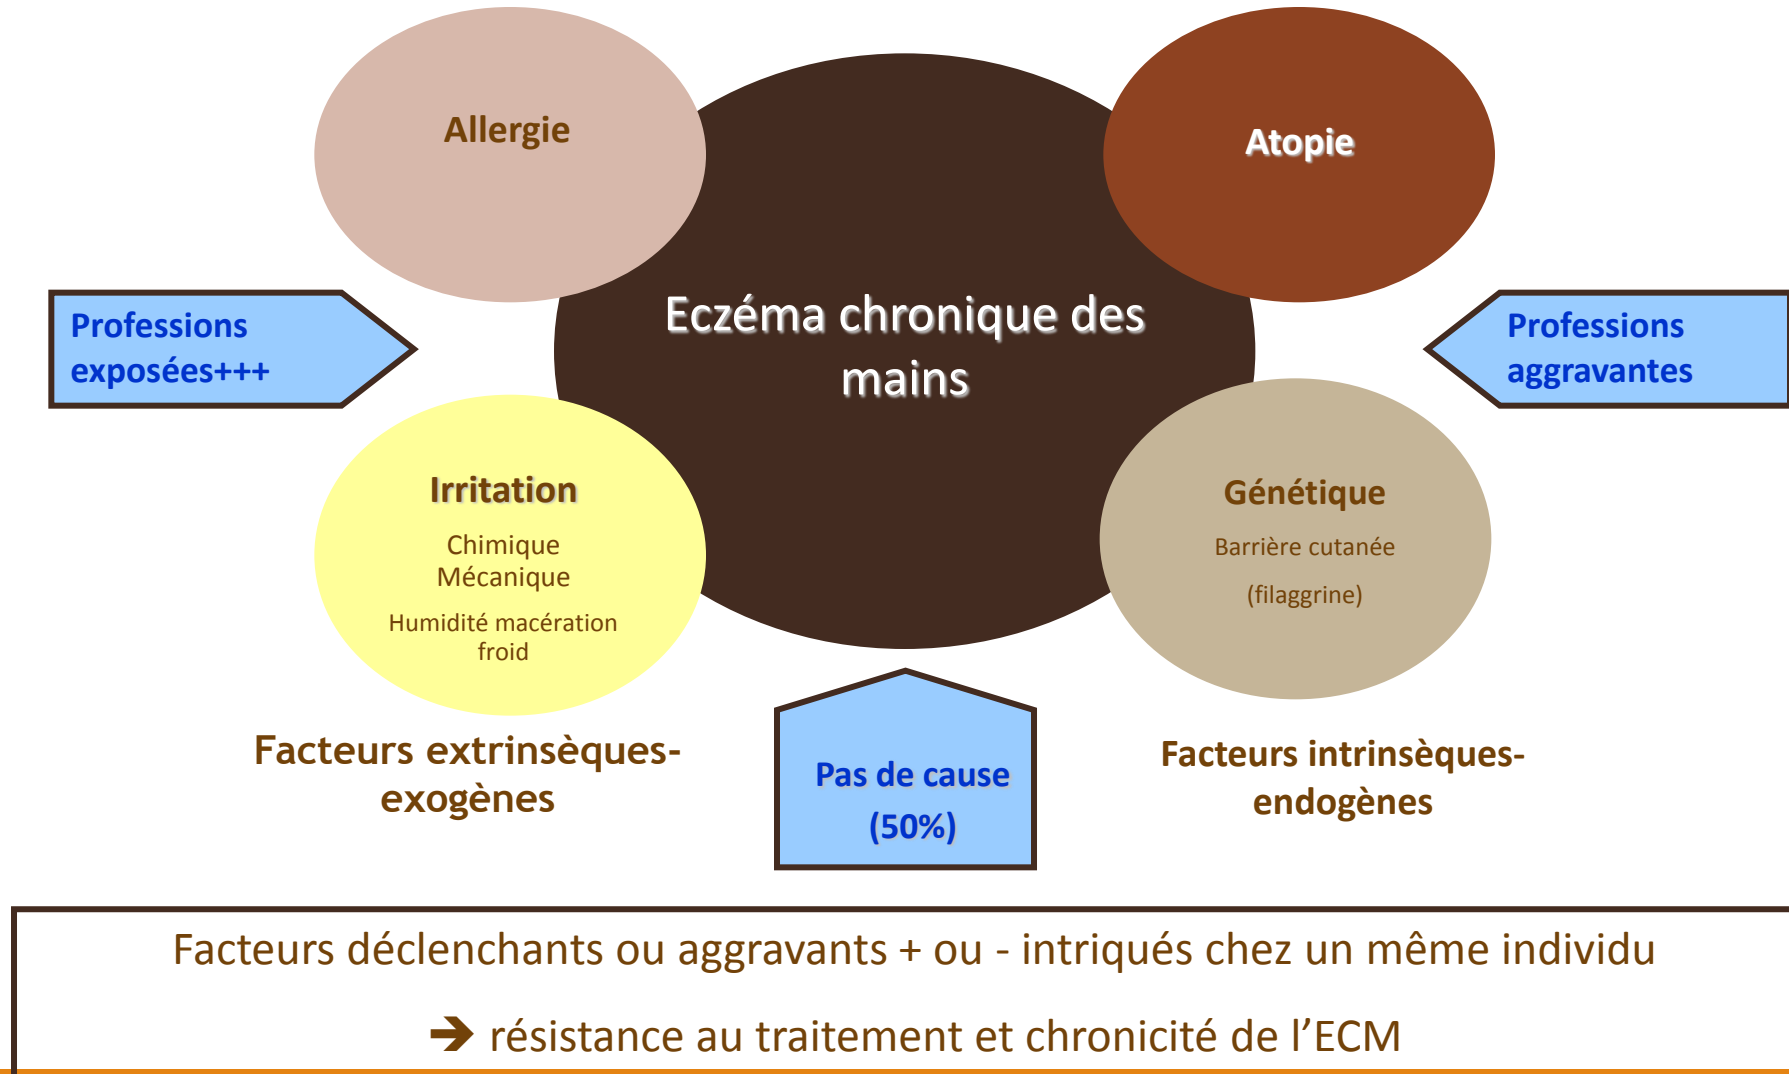 Allergie
Atopie
Eczéma chronique des
mains
Professions
exposées+++
Professions
aggravantes
Irritation
Chimique
Mécanique
Humidité macération
froid
Génétique
Barrière cutanée
(filaggrine)
Facteurs extrinsèques-
exogènes
Pas de cause
(50%)
Facteurs intrinsèques-
endogènes
Facteurs déclenchants ou aggravants + ou - intriqués chez un même individu
➔ résistance au traitement et chronicité de l’ECM